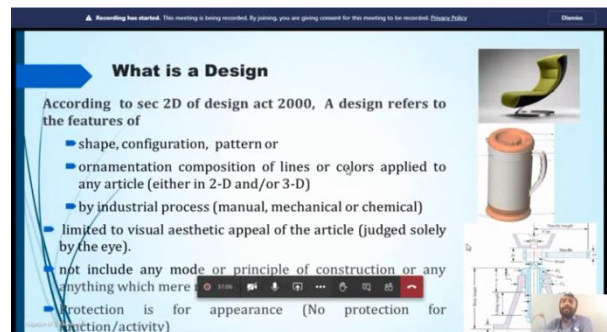 Recording has started. This meeting is being recorded. By joining, you are giving consent for this meeting to be recorded. Privacy Policy
Dismiss
What is a Design
According to sec 2D of design act 2000, A design refers to
the features of
shape, configuration, pattern or
ornamentation composition of lines or colors applied to
any article (either in 2-D and/or 3-D)
by industrial process (manual, mechanical or chemical)
limited to visual aesthetic appeal of the article (judged solely
by the eye).
not include any mode or principle of construction or any
anything which mere
37:06
Protection is for appearance (No protection for
function/activity)